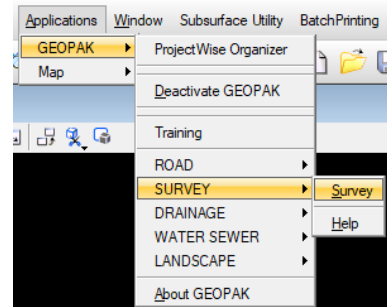 Applications Window Subsurface Utility BatchPrinting
GEOPAK
Map
ProjectWise Organizer
Deactivate GEOPAK
Training
ROAD
SURVEY
DRAINAGE
WATER SEWER
LANDSCAPE
About GEOPAK
Survey
Help